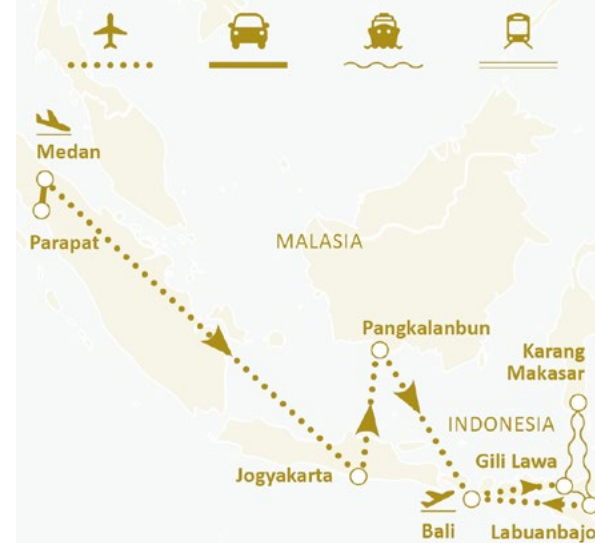 Medan
Parapat
MALASIA
Pangkalanbun
Karang
Makasar
INDONESIA
Gili Lawa
Jogyakarta
Bali
Labuanbajo